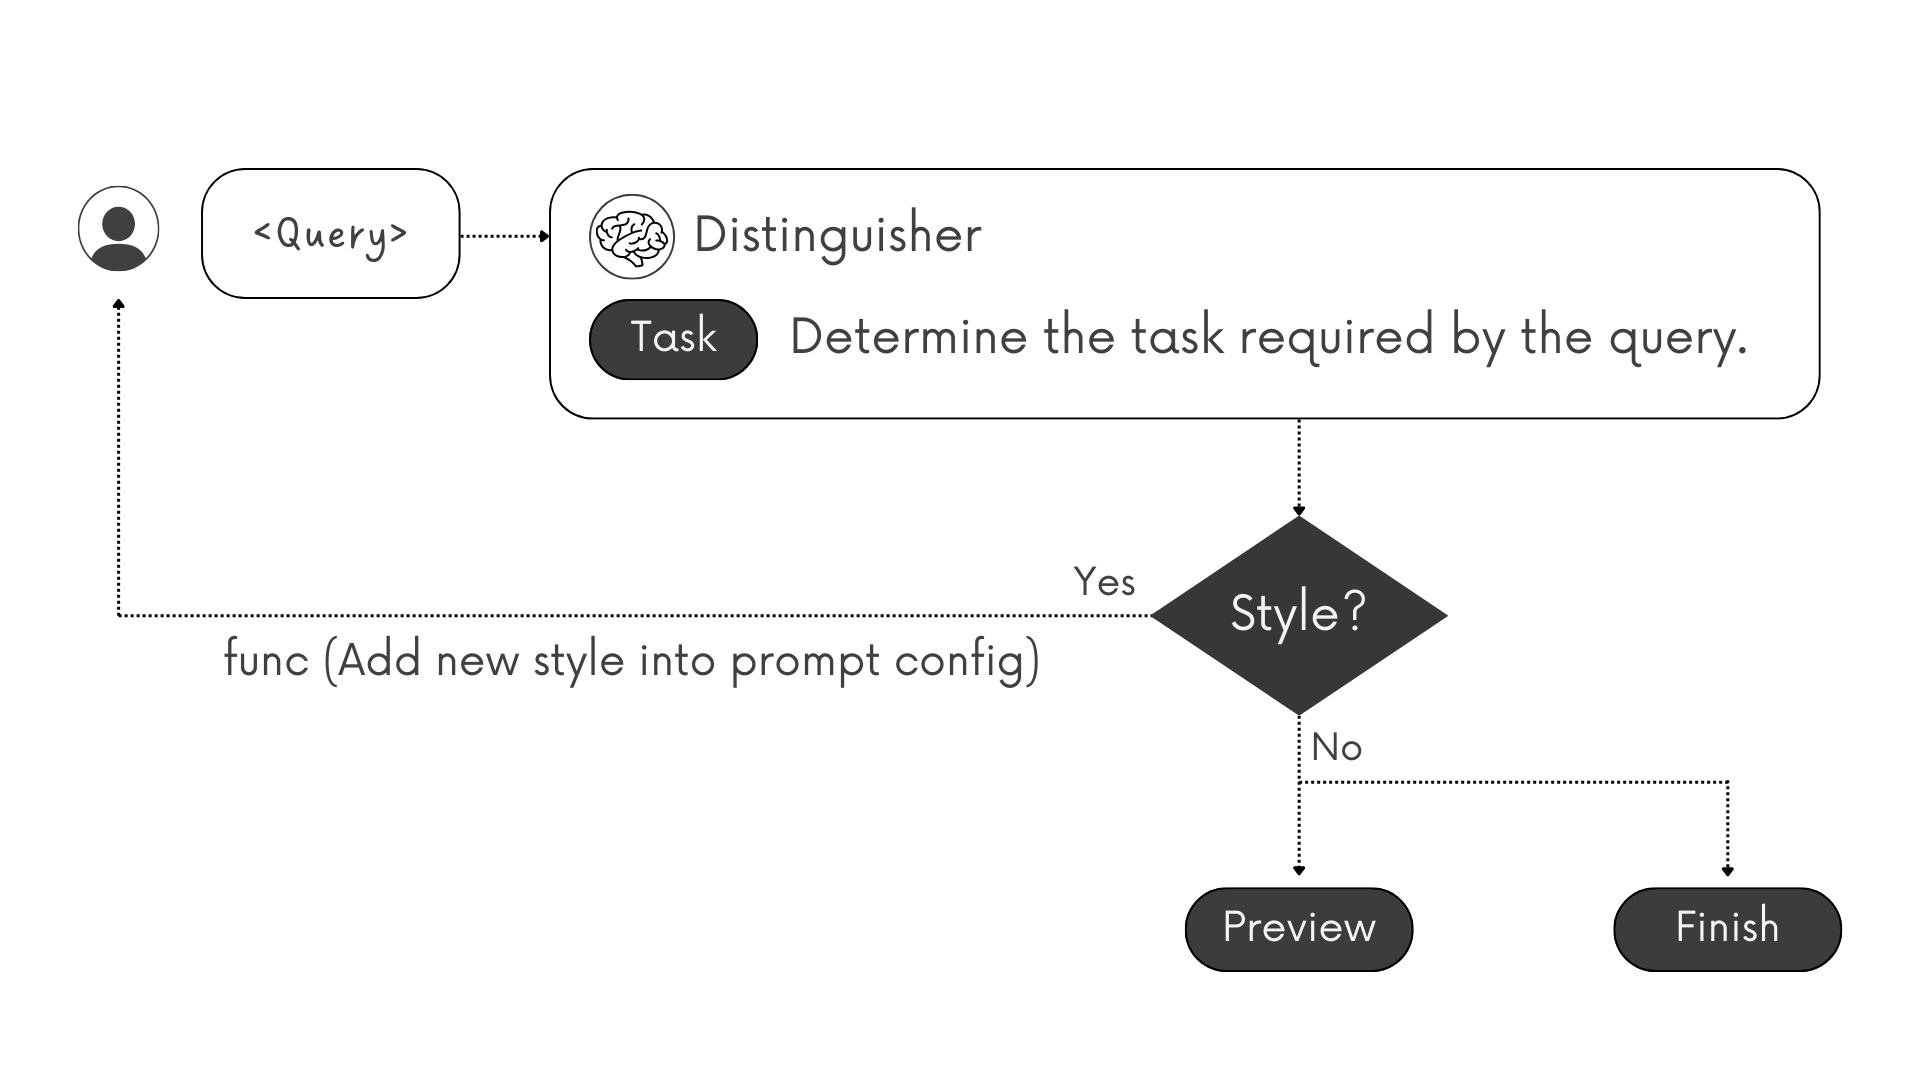 <Query>
Distinguisher
Task
Determine the task required by the query.
Style?
Yes
func (Add new style into prompt config)
No
Preview
Finish